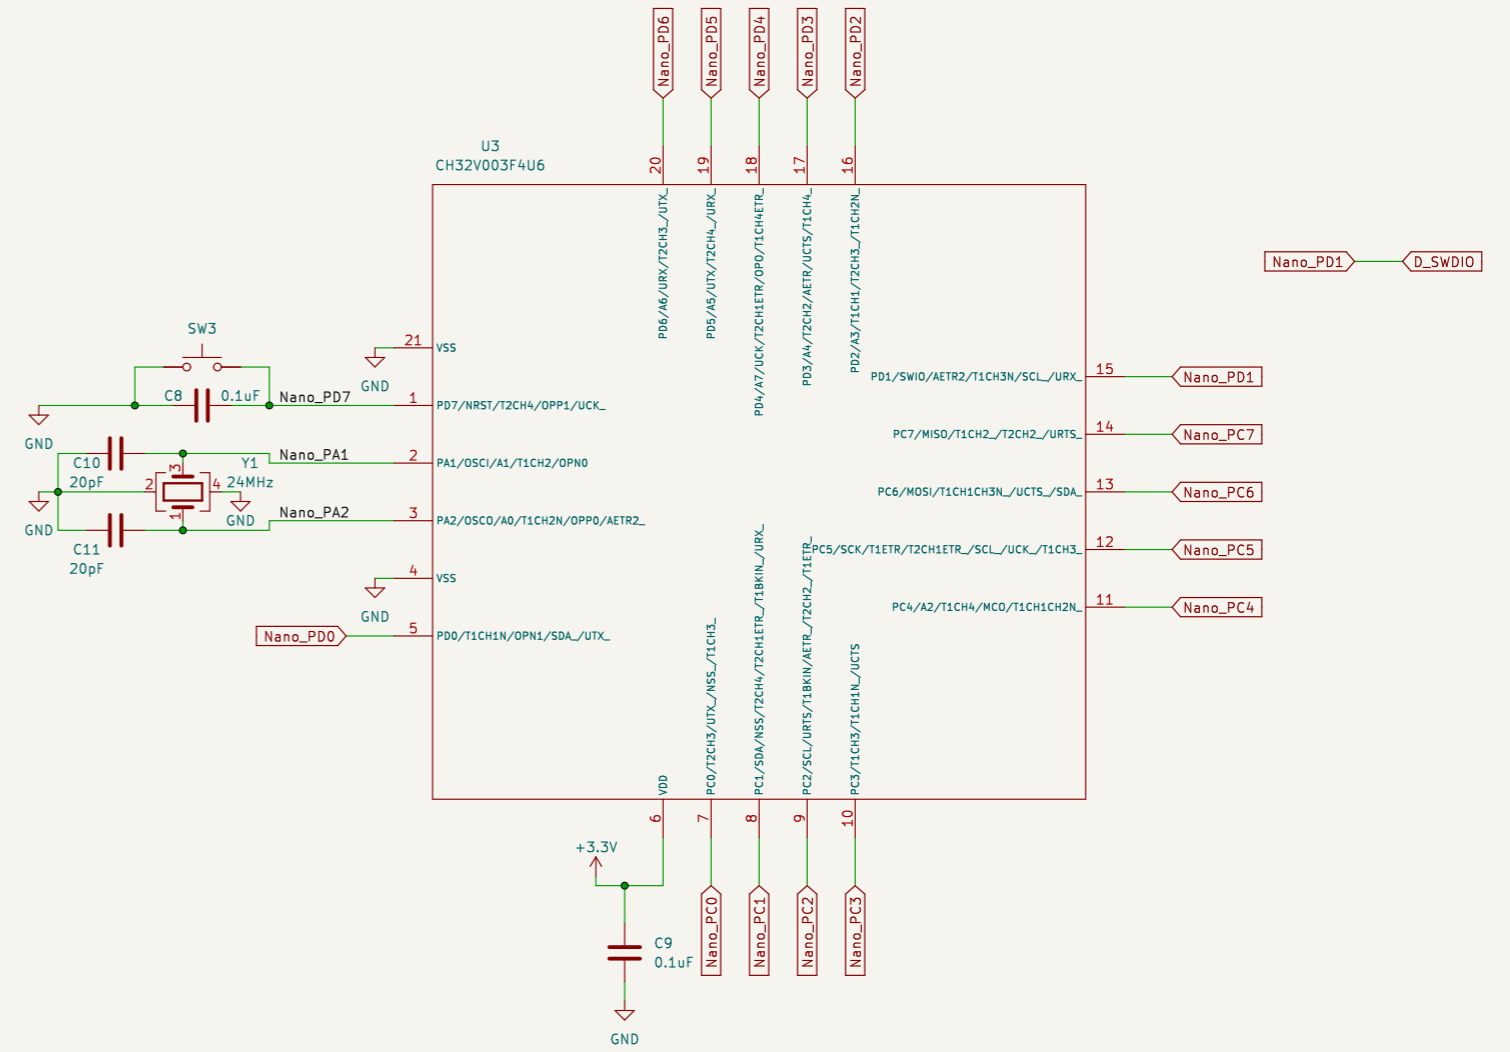 Nano_PD6
Nano_PD5
Nano_PD4
Nano_PD3
Nano_PD2
U3
CH32V003F4U6
20
19
18
17
16
PD6/A6/URX/T2CH3_/UTX_
PD5/A5/UTX/T2CH4_/URX_
PD4/A7/UCK/T2CH1ETR/OPO/T1CH4ETR_
PD3/A4/T2CH2/AETR/UCTS/T1CH4_
PD2/A3/T1CH1/T2CH3_/T1CH2N_
Nano_PD1
D_SWDIO
SW3
21
VSS
GND
C8
0.1uF
Nano_PD7
1
PD7/NRST/T2CH4/OPP1/UCK_
GND
PD1/SWIO/AETR2/T1CH3N/SCL_/URX_
15
Nano_PD1
PC7/MISO/T1CH2_/T2CH2_/URTS_
14
Nano_PC7
C10
20pF
3
2
4
1
Y1
24MHz
GND
GND
Nano_PA1
2
PA1/OSCI/A1/T1CH2/OPN0
PC6/MOSI/T1CH1CH3N_/UCTS_/SDA_
13
Nano_PC6
Nano_PA2
3
PA2/OSCO/A0/T1CH2N/OPP0/AETR2_
C11
20pF
PC5/SCK/T1ETR/T2CH1ETR_/SCL_/UCK_/T1CH3_
12
Nano_PC5
4
VSS
GND
PC4/A2/T1CH4/MCO/T1CH1CH2N_
11
Nano_PC4
Nano_PD0
5
PD0/T1CH1N/OPN1/SDA_/UTX_
VDD
PC0/T2CH3/UTX_/NSS_/T1CH3_
PC1/SDA/NSS/T2CH4/T2CH1ETR_/T1BKIN_/URX_
PC2/SCL/URTS/T1BKIN/AETR_/T2CH2_/T1ETR_
PC3/T1CH3/T1CH1N_/UCTS
6
7
8
9
10
+3.3V
C9
0.1uF
GND
Nano_PC0
Nano_PC1
Nano_PC2
Nano_PC3